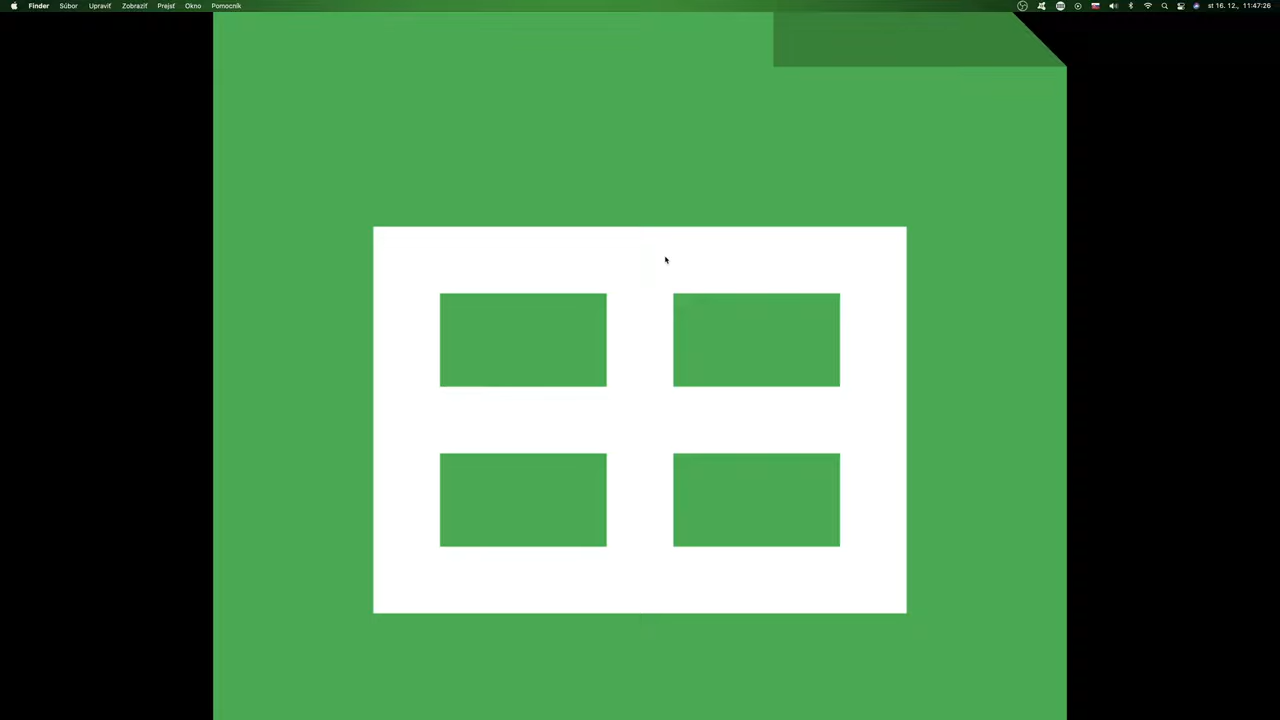 Finder Súbor Upraviť Zobraziť Prejsť Okno Pomocník st 16. 12., 11:47:26